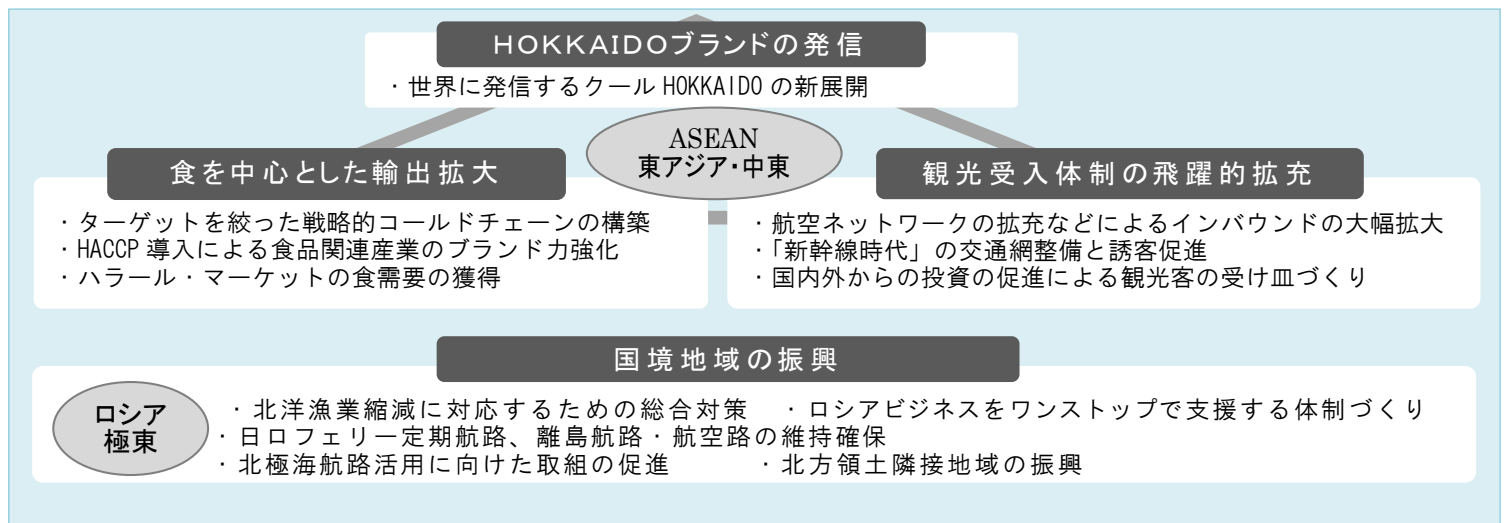 HOKKAIDOブランドの発信
・世界に発信するクール HOKKAIDO の新展開
ASEAN
東アジア・中東
食を中心とした輸出拡大
・ターゲットを絞った戦略的コールドチェーンの構築
・HACCP 導入による食品関連産業のブランド力強化
・ハラール・マーケットの食需要の獲得
観光受入体制の飛躍的拡充
・航空ネットワークの拡充などによるインバウンドの大幅拡大
・「新幹線時代」の交通網整備と誘客促進
・国内外からの投資の促進による観光客の受け皿づくり
国境地域の振興
ロシア
極東
・北洋漁業縮減に対応するための総合対策 ・ロシアビジネスをワンストップで支援する体制づくり
・日ロフェリー定期航路、離島航路・航空路の維持確保
・北極海航路活用に向けた取組の促進 ・北方領土隣接地域の振興